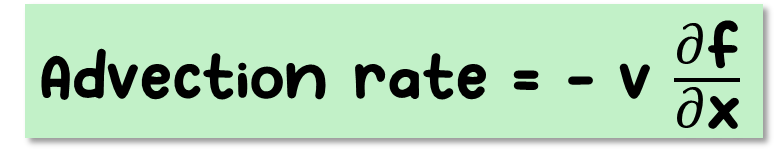 Advection rate = - v ∂f/∂x